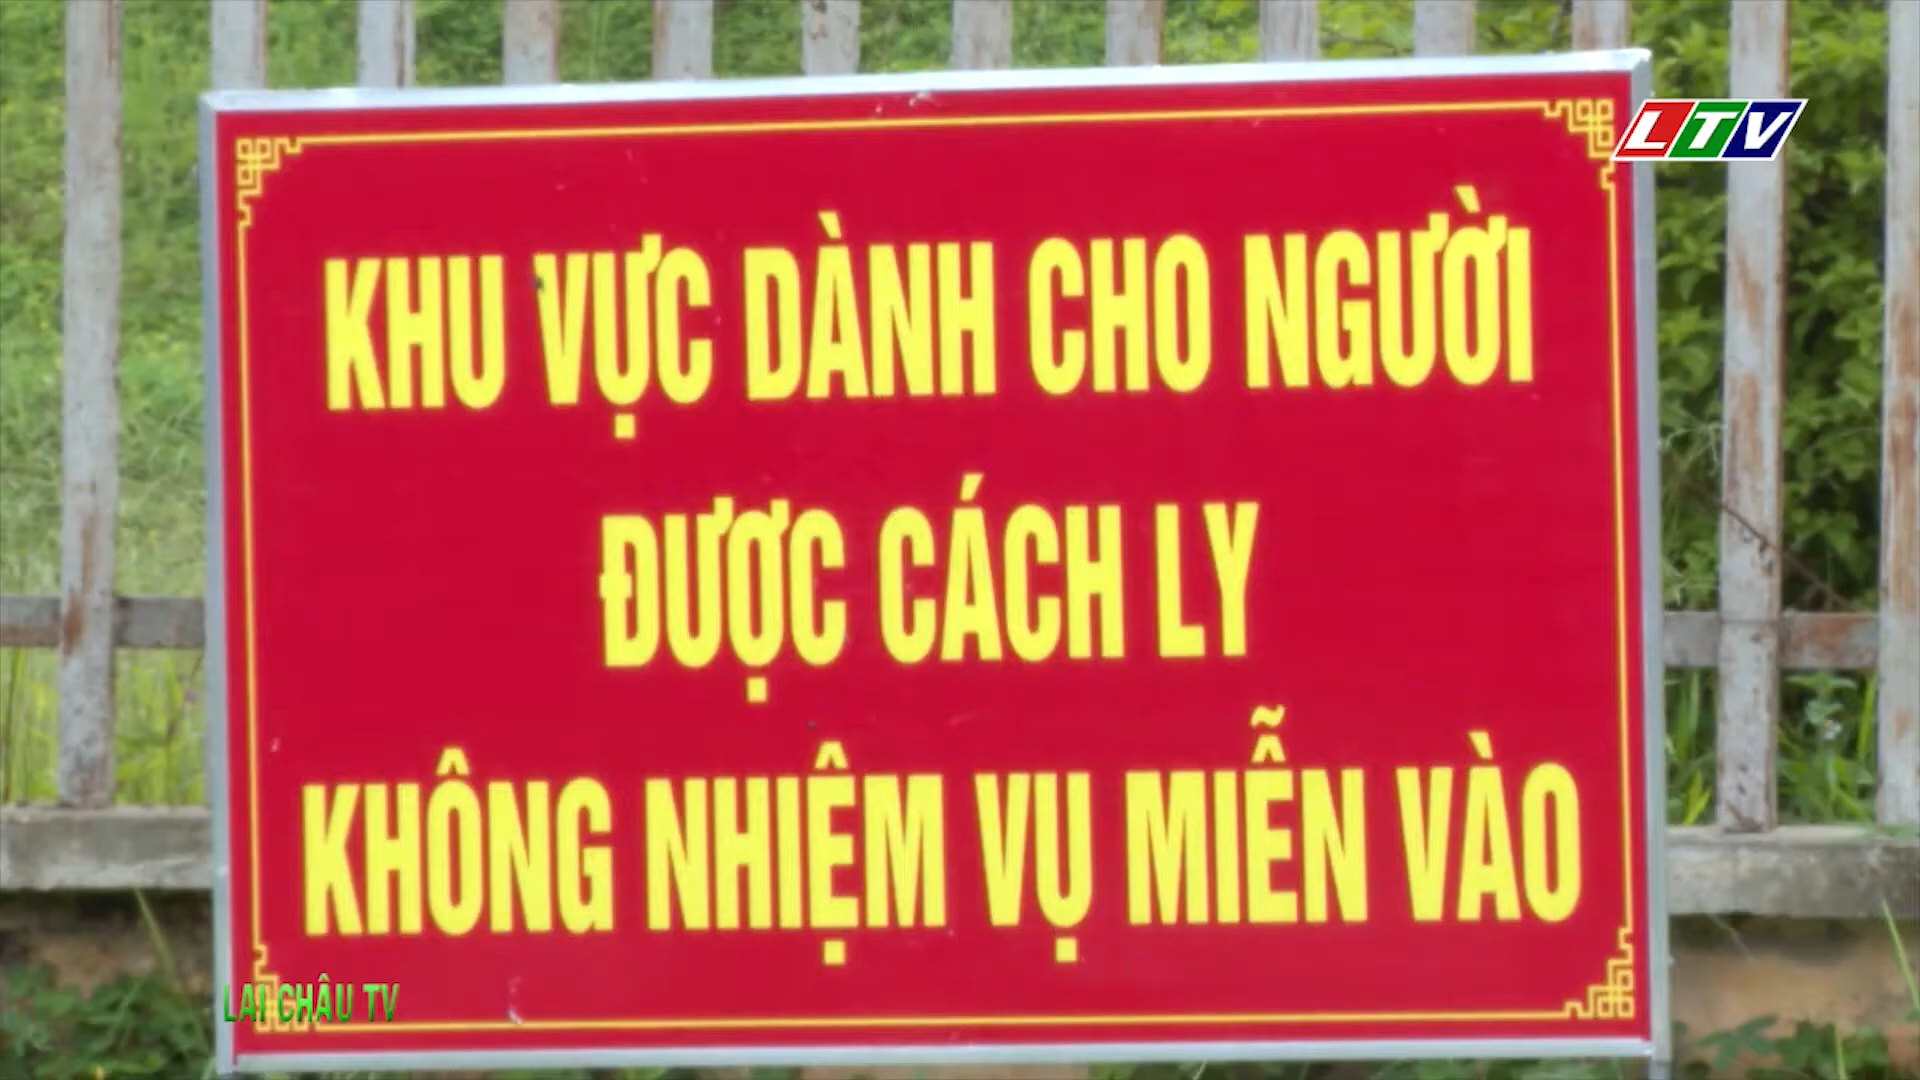 LTV
KHU VỰC DÀNH CHO NGƯỜI
ĐƯỢC CÁCH LY
KHÔNG NHIỆM VỤ MIỄN VÀO
LAI CHÂU TV